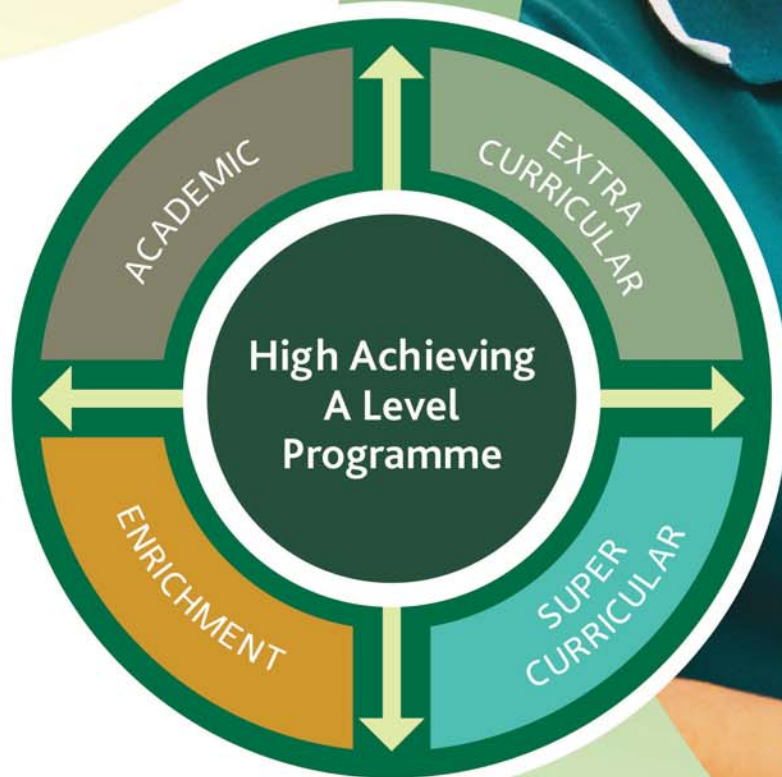 ACADEMIC
EXTRA
CURRICULAR
High Achieving
A Level
Programme
ENRICHMENT
SUPER
CURRICULAR